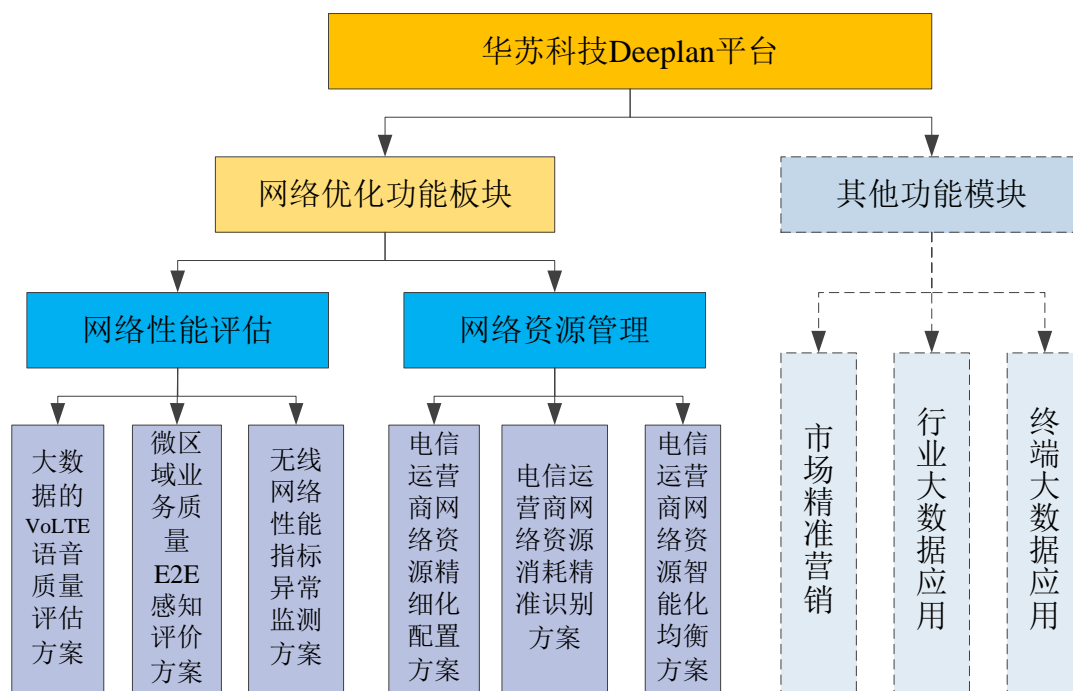 华苏科技Deeplan平台
网络优化功能板块
其他功能模块
网络性能评估
网络资源管理
大数
据的
VoLTE
语音
质量
评估
方案
微区
域业
务质
量
E2E
感知
评价
方案
无线
网络
性能
指标
异常
监测
方案
电信
运营
商网
络资
源精
细化
配置
方案
电信运
营商网
络资源
消耗精
准识别
方案
电信
运营
商网
络资
源智
能化
均衡
方案
市场精准营销
行业大数据应用
终端大数据应用